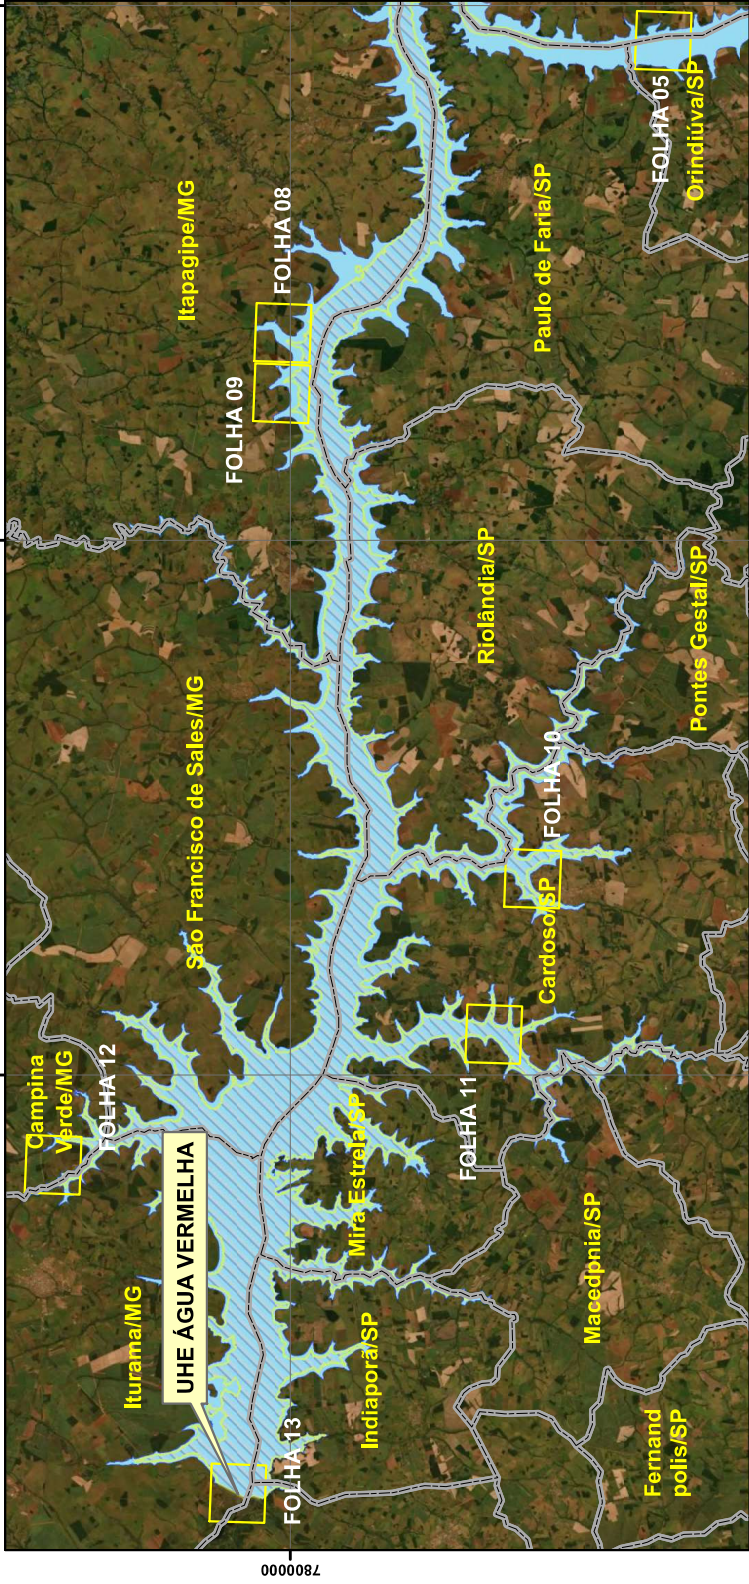 FOLHA 05
Orindiúva/SP
Itapagipe/MG
FOLHA 08
Paulo de Faria/SP
FOLHA 09
Riolândia/SP
Pontes Gestal/SP
São Francisco de Sales/MG
FOLHA 10
Cardoso/SP
Campina
Verde/MG
FOLHA 12
FOLHA 11
Mira Estrela/SP
UHE ÁGUA VERMELHA
Macedpnia/SP
Iturama/MG
Indiaporã/SP
FOLHA 13
Fernand
polis/SP
7800000